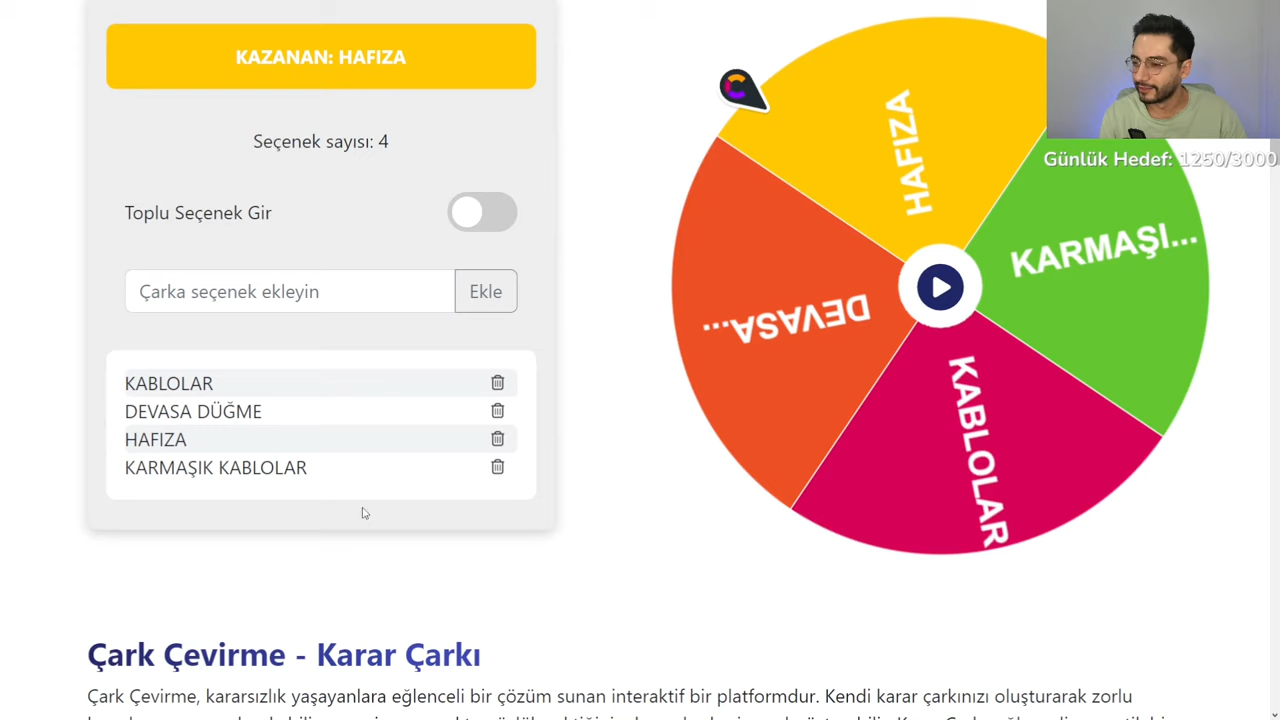 KAZANAN: HAFIZA
Seçenek sayısı: 4
Toplu Seçenek Gir
Çarka seçenek ekleyin
Ekle
KABLOLAR
DEVASA DÜĞME
HAFIZA
KARMAŞIK KABLOLAR
HAFIZA
KARMAŞI...
KABLOLAR
DEVASA...
Günlük Hedef: 1250/3000
Çark Çevirme - Karar Çarkı
Çark Çevirme, kararsızlık yaşayanlara eğlenceli bir çözüm sunan interaktif bir platformdur. Kendi karar çarkınızı oluşturarak zorlu